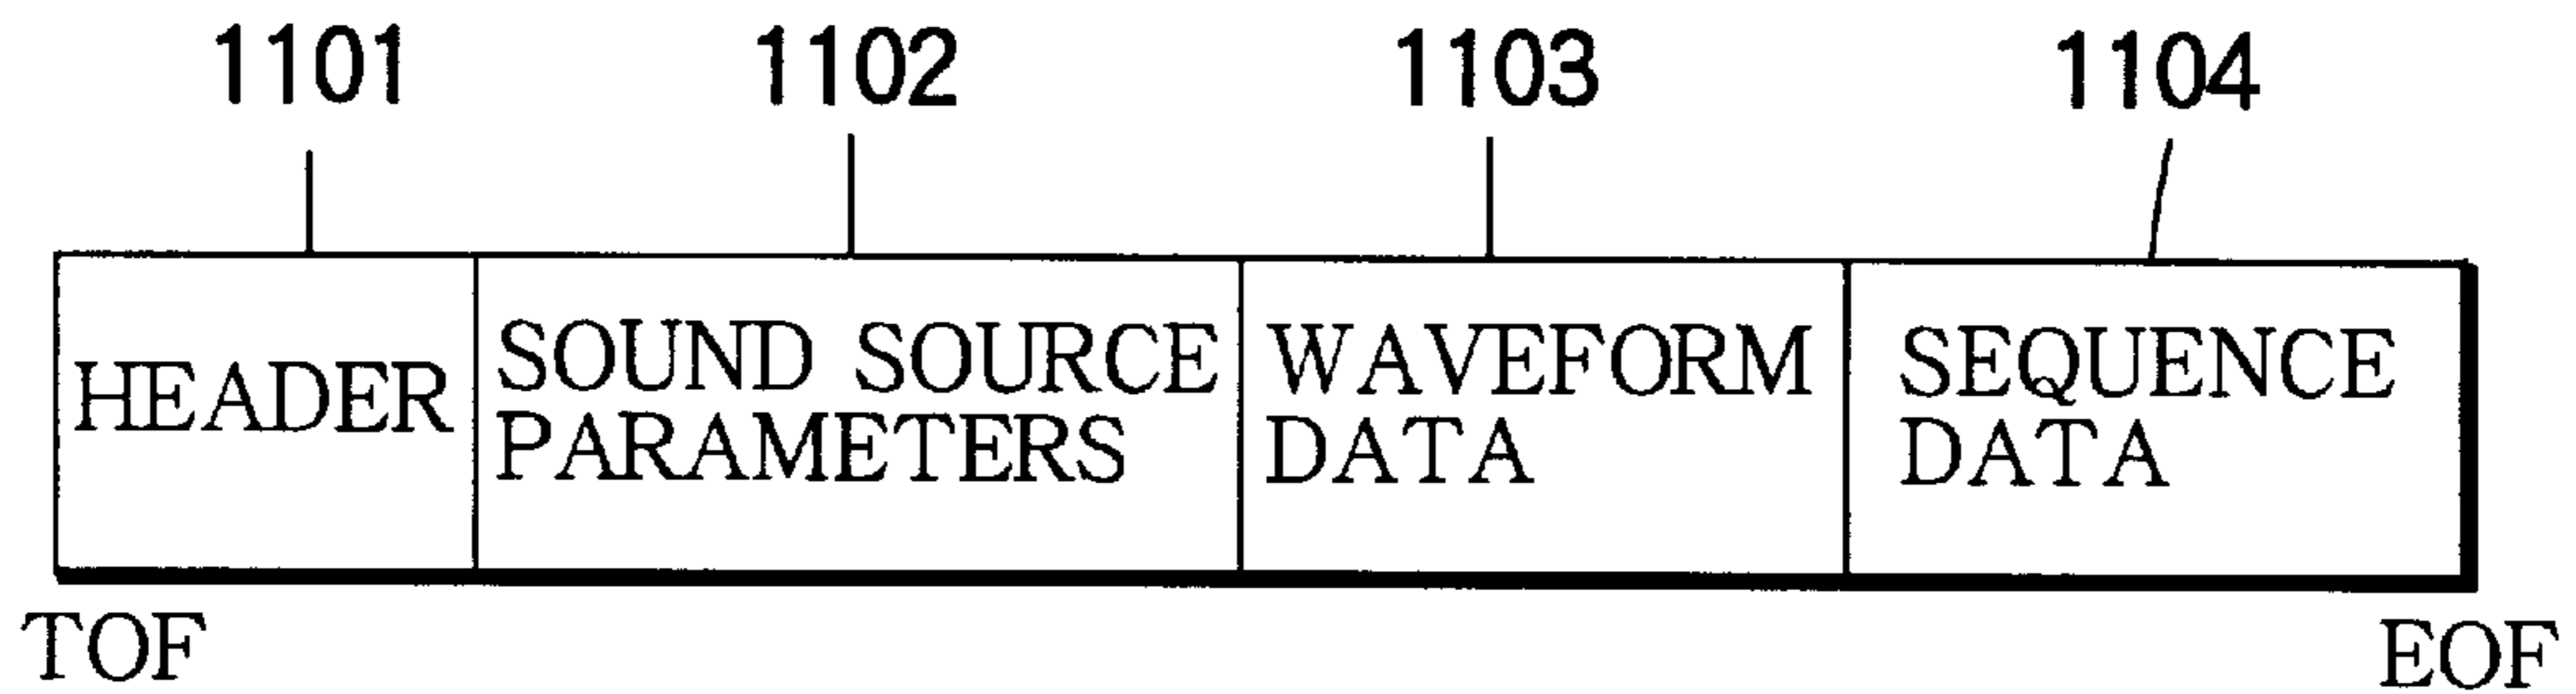 1101
1102
1103
1104
HEADER
SOUND SOURCE
PARAMETERS
WAVEFORM
DATA
SEQUENCE
DATA
TOF
EOF